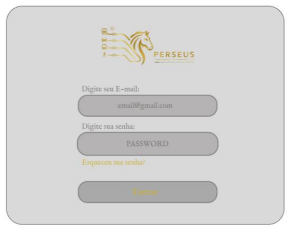 PERSEUS
Digite seu E-mail:
email@gmail.com
Digite sua senha:
PASSWORD
Esqueceu sua senha?